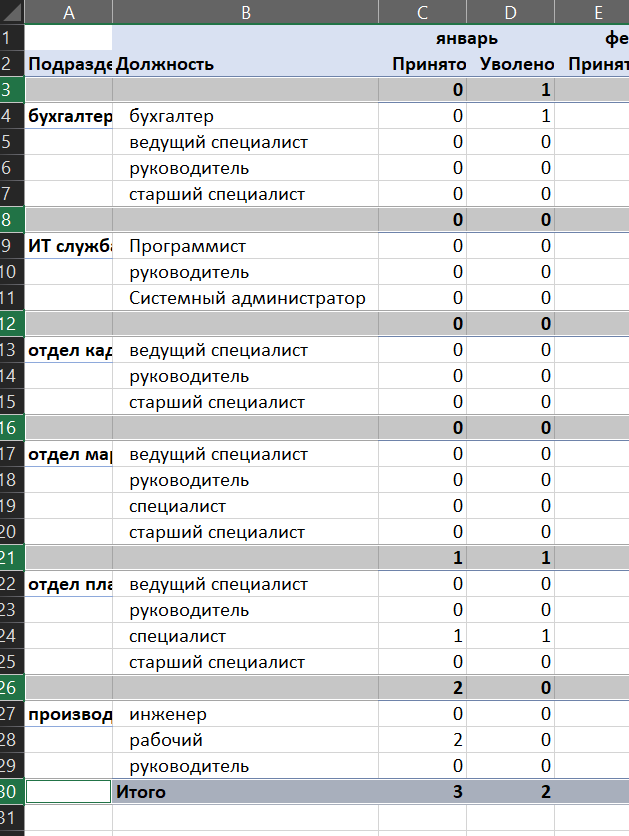 A B C D E
1 январь фе
2 Подразде Должность Принято Уволено Принят
3 0 1
4 бухгалтер бухгалтер 0 1
5 ведущий специалист 0 0
6 руководитель 0 0
7 старший специалист 0 0
8 0 0
9 ИТ служба Программист 0 0
10 руководитель 0 0
11 Системный администратор 0 0
12 0 0
13 отдел кад ведущий специалист 0 0
14 руководитель 0 0
15 старший специалист 0 0
16 0 0
17 отдел мар ведущий специалист 0 0
18 руководитель 0 0
19 специалист 0 0
20 старший специалист 0 0
21 1 1
22 отдел пла ведущий специалист 0 0
23 руководитель 0 0
24 специалист 1 1
25 старший специалист 0 0
26 2 0
27 производ инженер 0 0
28 рабочий 2 0
29 руководитель 0 0
30 Итого 3 2
31